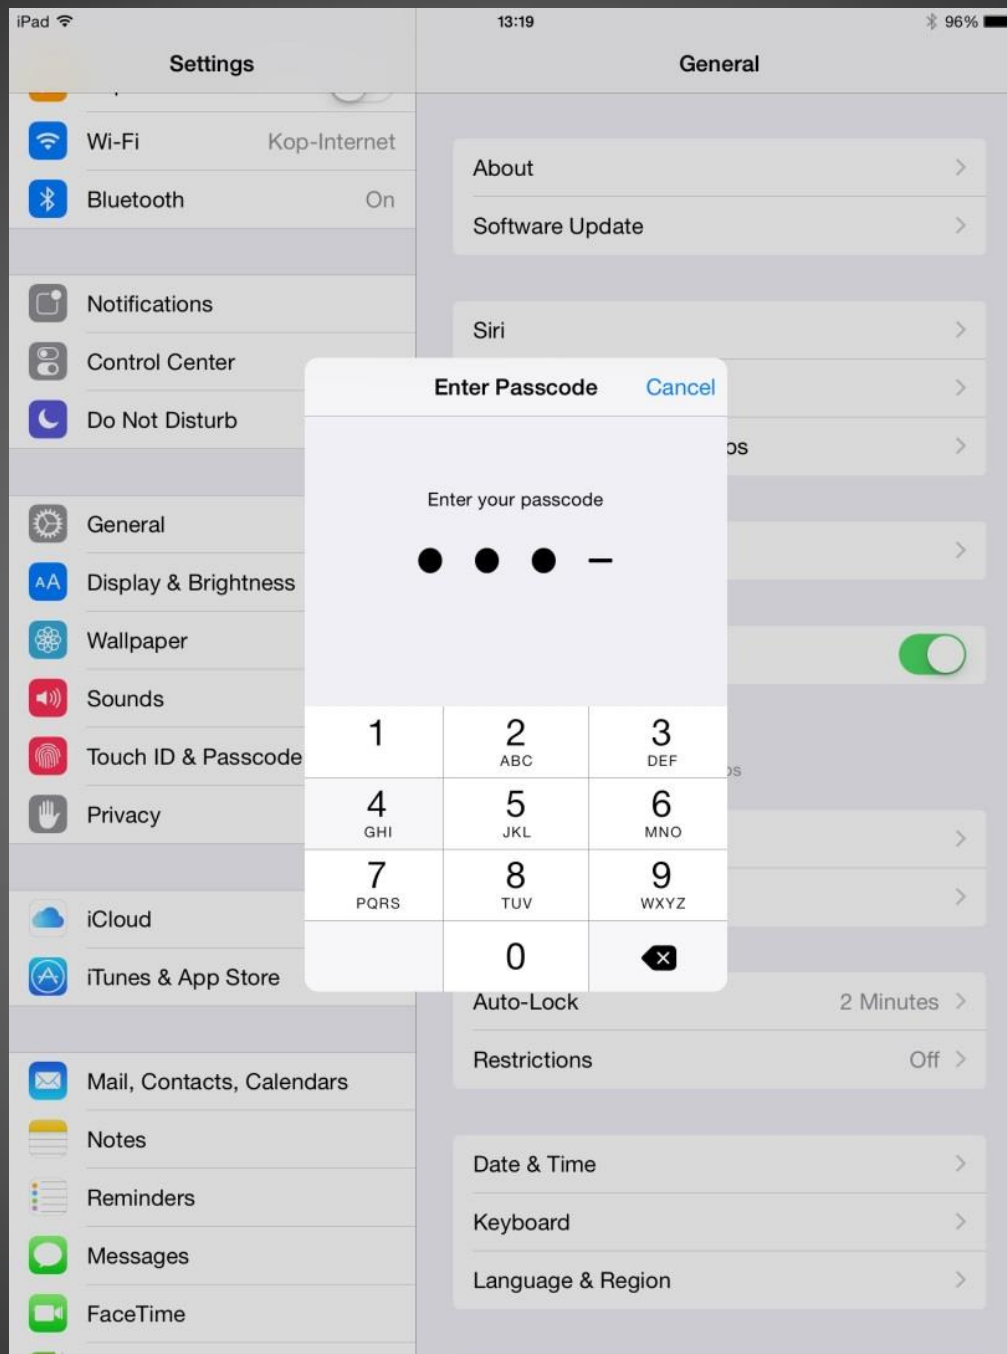 iPad
13:19
96%
Settings
General
Wi-Fi
Kop-Internet
Bluetooth
On
Notifications
Control Center
Do Not Disturb
General
Display & Brightness
Wallpaper
Sounds
Touch ID & Passcode
Privacy
iCloud
iTunes & App Store
Mail, Contacts, Calendars
Notes
Reminders
Messages
FaceTime
About
Software Update
Siri
Enter Passcode
Cancel
Enter your passcode
1
2
ABC
3
DEF
4
GHI
5
JKL
6
MNO
7
PQRS
8
TUV
9
WXYZ
0
Auto-Lock
2 Minutes
Restrictions
Off
Date & Time
Keyboard
Language & Region